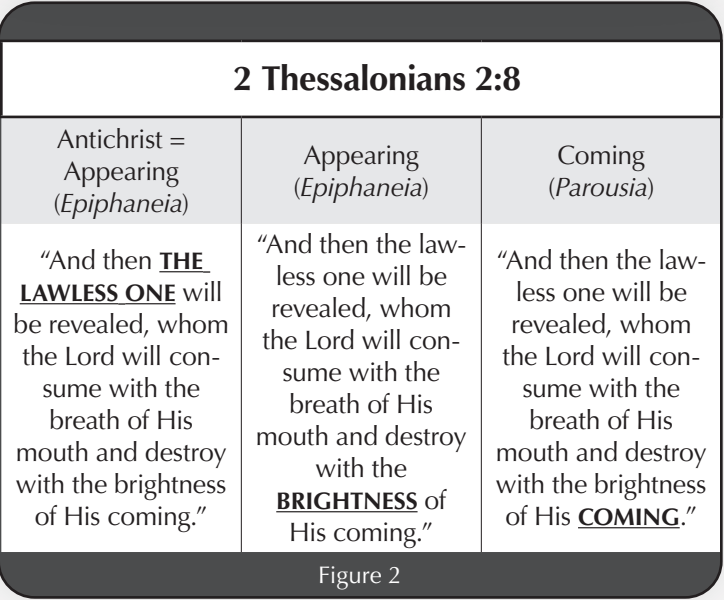 2 Thessalonians 2:8
Antichrist =
Appearing
(Epiphaneia)
Appearing
(Epiphaneia)
Coming
(Parousia)
“And then THE
LAWLESS ONE will
be revealed, whom
the Lord will con-
sume with the
breath of His
mouth and destroy
with the brightness
of His coming.”
“And then the law-
less one will be
revealed, whom
the Lord will con-
sume with the
breath of His
mouth and destroy
with the
BRIGHTNESS of
His coming.”
“And then the law-
less one will be
revealed, whom
the Lord will con-
sume with the
breath of His
mouth and destroy
with the brightness
of His COMING.”
Figure 2